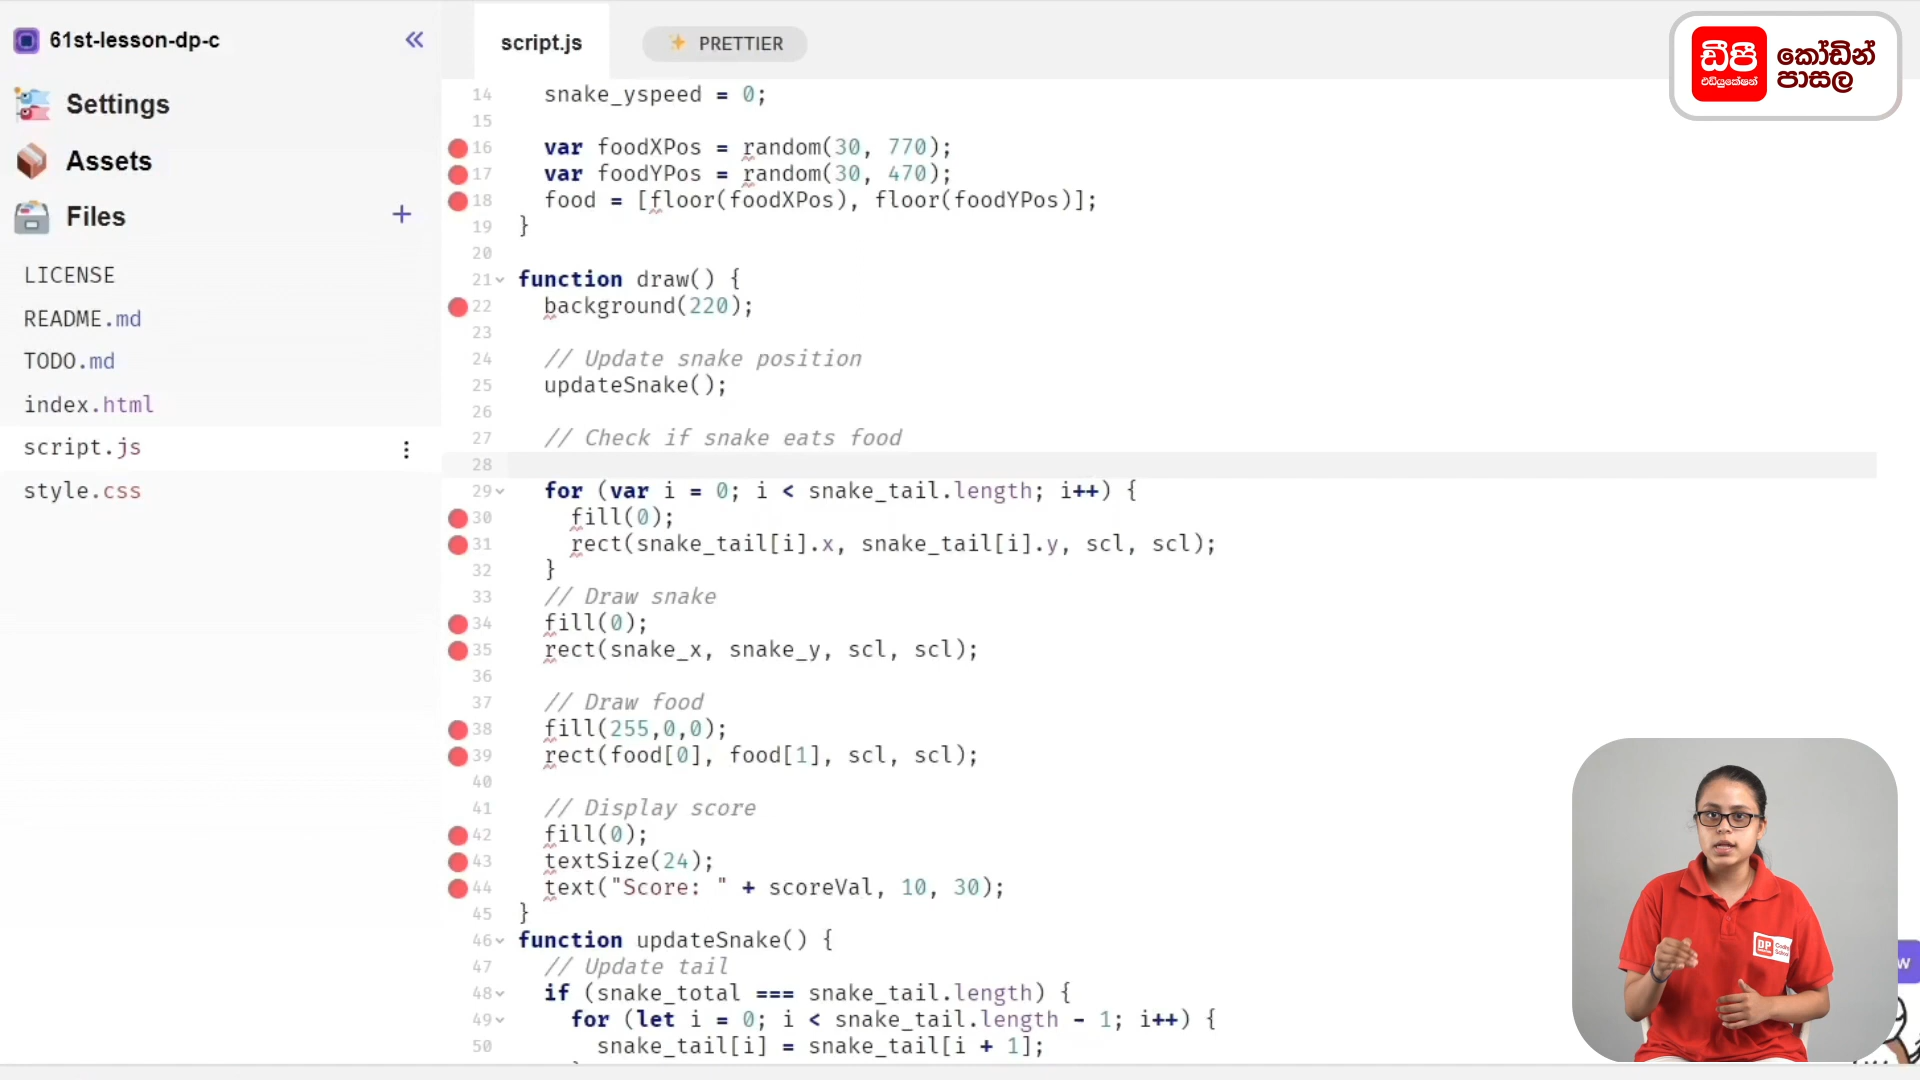 61st-lesson-dp-c
Settings
Assets
Files
LICENSE
README.md
TODO.md
index.html
script.js
style.css
script.js
PRETTIER
14 snake_yspeed = 0;
15
16 var foodXPos = random(30, 770);
17 var foodYPos = random(30, 470);
18 food = [floor(foodXPos), floor(foodYPos)];
19 }
20
21 function draw() {
22 background(220);
23
24 // Update snake position
25 updateSnake();
26
27 // Check if snake eats food
28
29 for (var i = 0; i < snake_tail.length; i++) {
30 fill(0);
31 rect(snake_tail[i].x, snake_tail[i].y, scl, scl);
32 }
33 // Draw snake
34 fill(0);
35 rect(snake_x, snake_y, scl, scl);
36
37 // Draw food
38 fill(255,0,0);
39 rect(food[0], food[1], scl, scl);
40
41 // Display score
42 fill(0);
43 textSize(24);
44 text("Score: " + scoreVal, 10, 30);
45 }
46 function updateSnake() {
47 // Update tail
48 if (snake_total === snake_tail.length) {
49 for (let i = 0; i < snake_tail.length - 1; i++) {
50 snake_tail[i] = snake_tail[i + 1];
ඩීපී
එඩියුකේෂන්
කෝඩින්
පාසල
DP
w